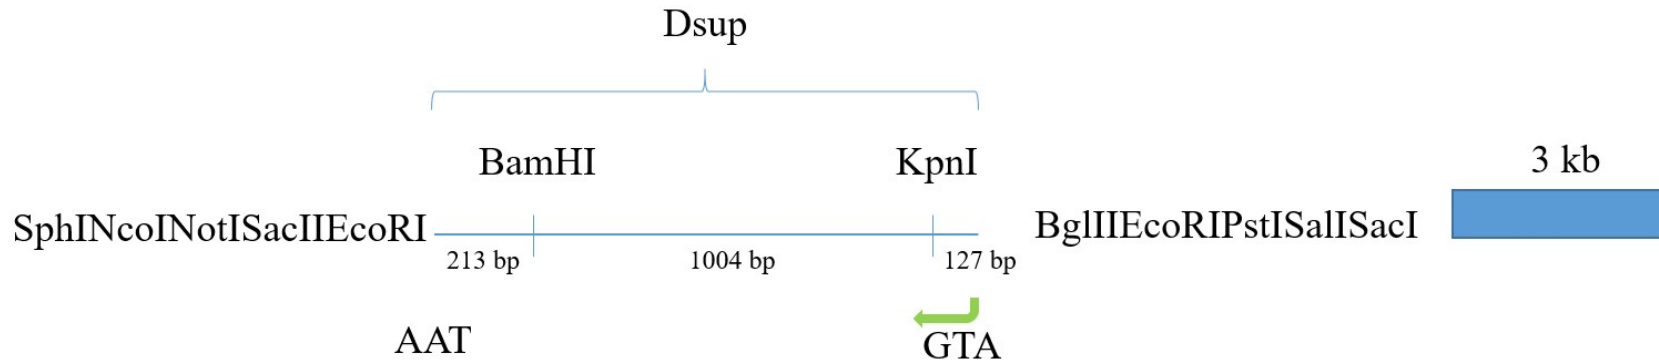 Dsup
BamHI
KpnI
3 kb
SphINcoINotISacIIEcoRI
BglIIEcoRIPstISalISacI
213 bp
1004 bp
127 bp
AAT
GTA